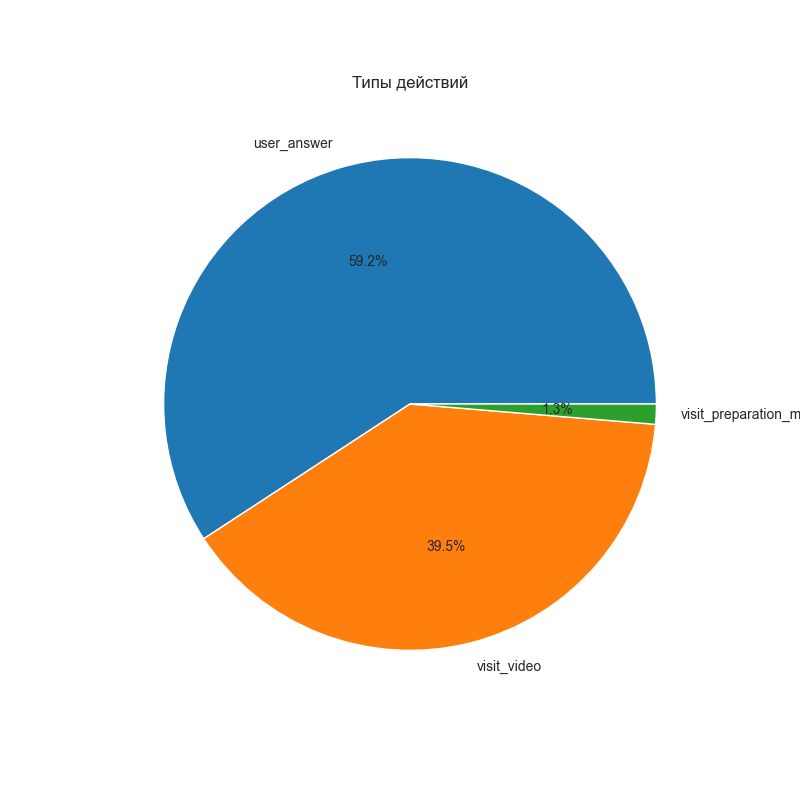 Типы действий
user_answer
59.2%
1.3%
visit_preparation_m
39.5%
visit_video